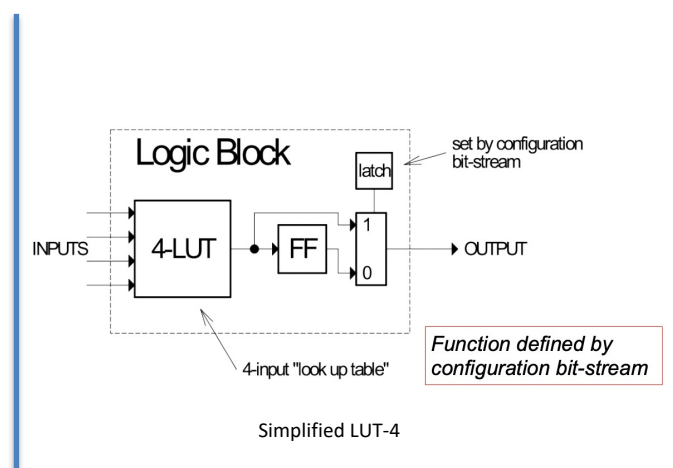 Logic Block
set by configuration
bit-stream
latch
INPUTS
4-LUT
FF
1
0
OUTPUT
4-input "look up table"
Function defined by
configuration bit-stream
Simplified LUT-4